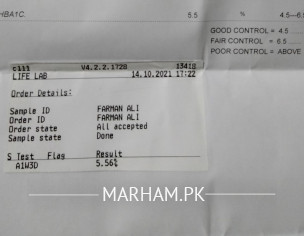 HBA1C. 5.5 % 4.5—6.
GOOD CONTROL = 4.5
FAIR CONTROL = 6.5
POOR CONTROL = ABOVE
c111 V4.2.2.1728 13418
LIFE LAB 14.10.2021 17:22
Order Details:
Sample ID FARMAN ALI
Order ID FARMAN ALI
Order state All accepted
Sample state Done
S Test Flag Result
A1W3D 5.56%
MARHAM.PK